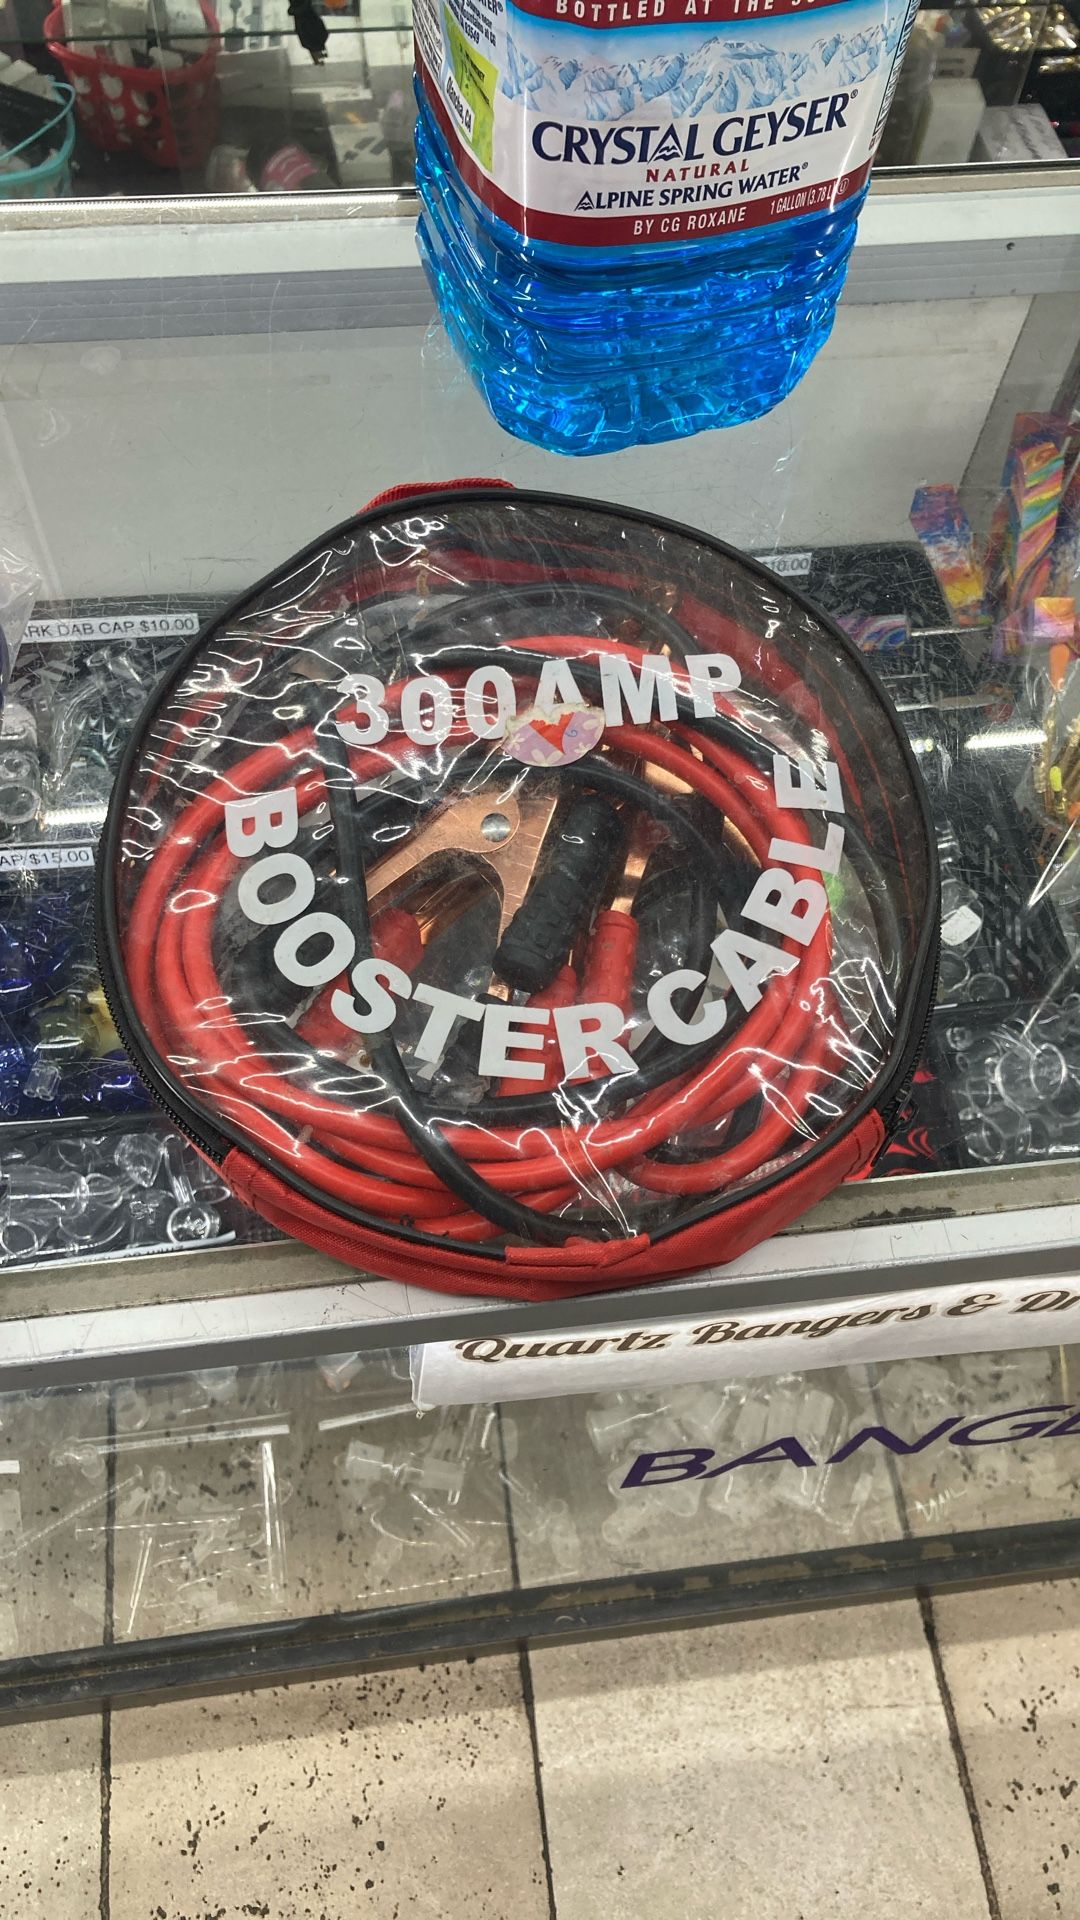 BOTTLED AT THE
CRYSTAL GEYSER®
NATURAL
ALPINE SPRING WATER®
BY CG ROXANE 1 GALLON (3.78 L)
$10.00
RK DAB CAP $10.00
AP $15.00
300AMP
BOOSTER CABLE
Quartz Bangers & Dr
BANG